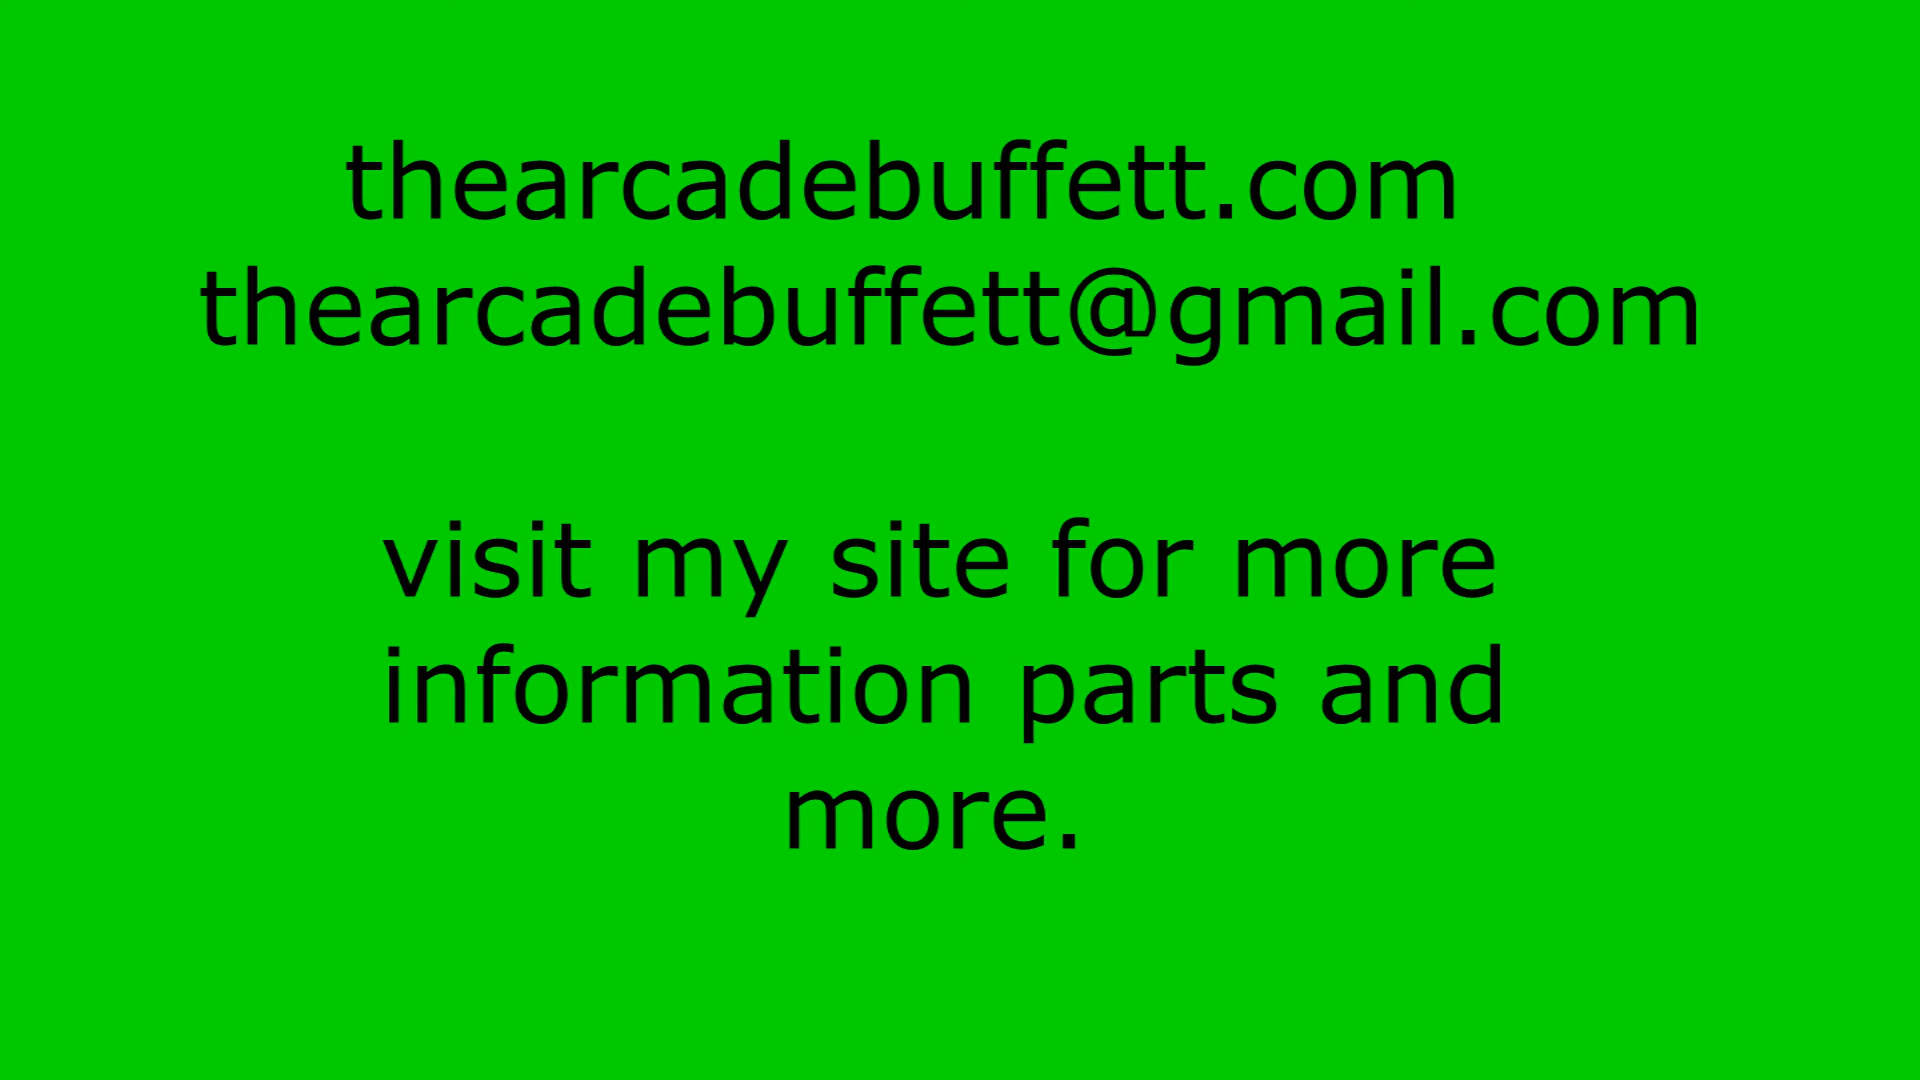 thearcadebuffett.com
thearcadebuffett@gmail.com
visit my site for more
information parts and
more.